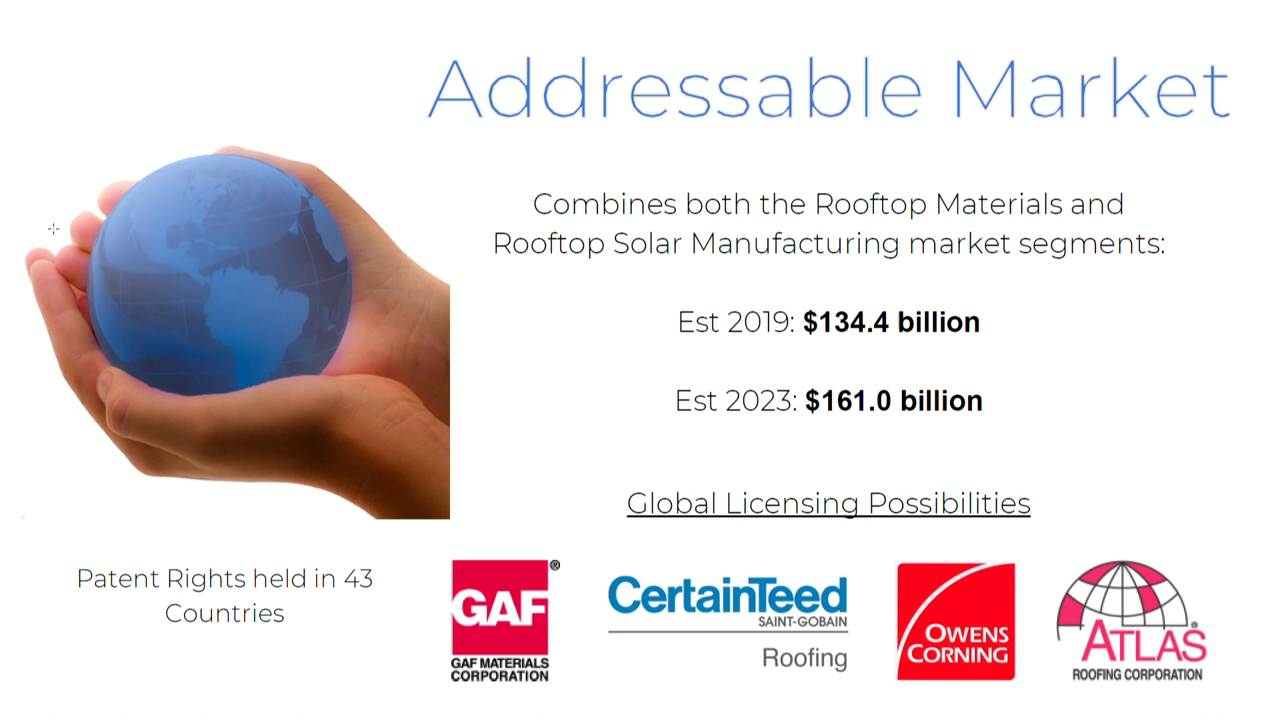 Addressable Market
Combines both the Rooftop Materials and
Rooftop Solar Manufacturing market segments:
Est 2019: $134.4 billion
Est 2023: $161.0 billion
Global Licensing Possibilities
Patent Rights held in 43
Countries
GAF®
GAF MATERIALS
CORPORATION
CertainTeed
SAINT-GOBAIN
Roofing
OWENS
CORNING
ATLAS®
ROOFING CORPORATION